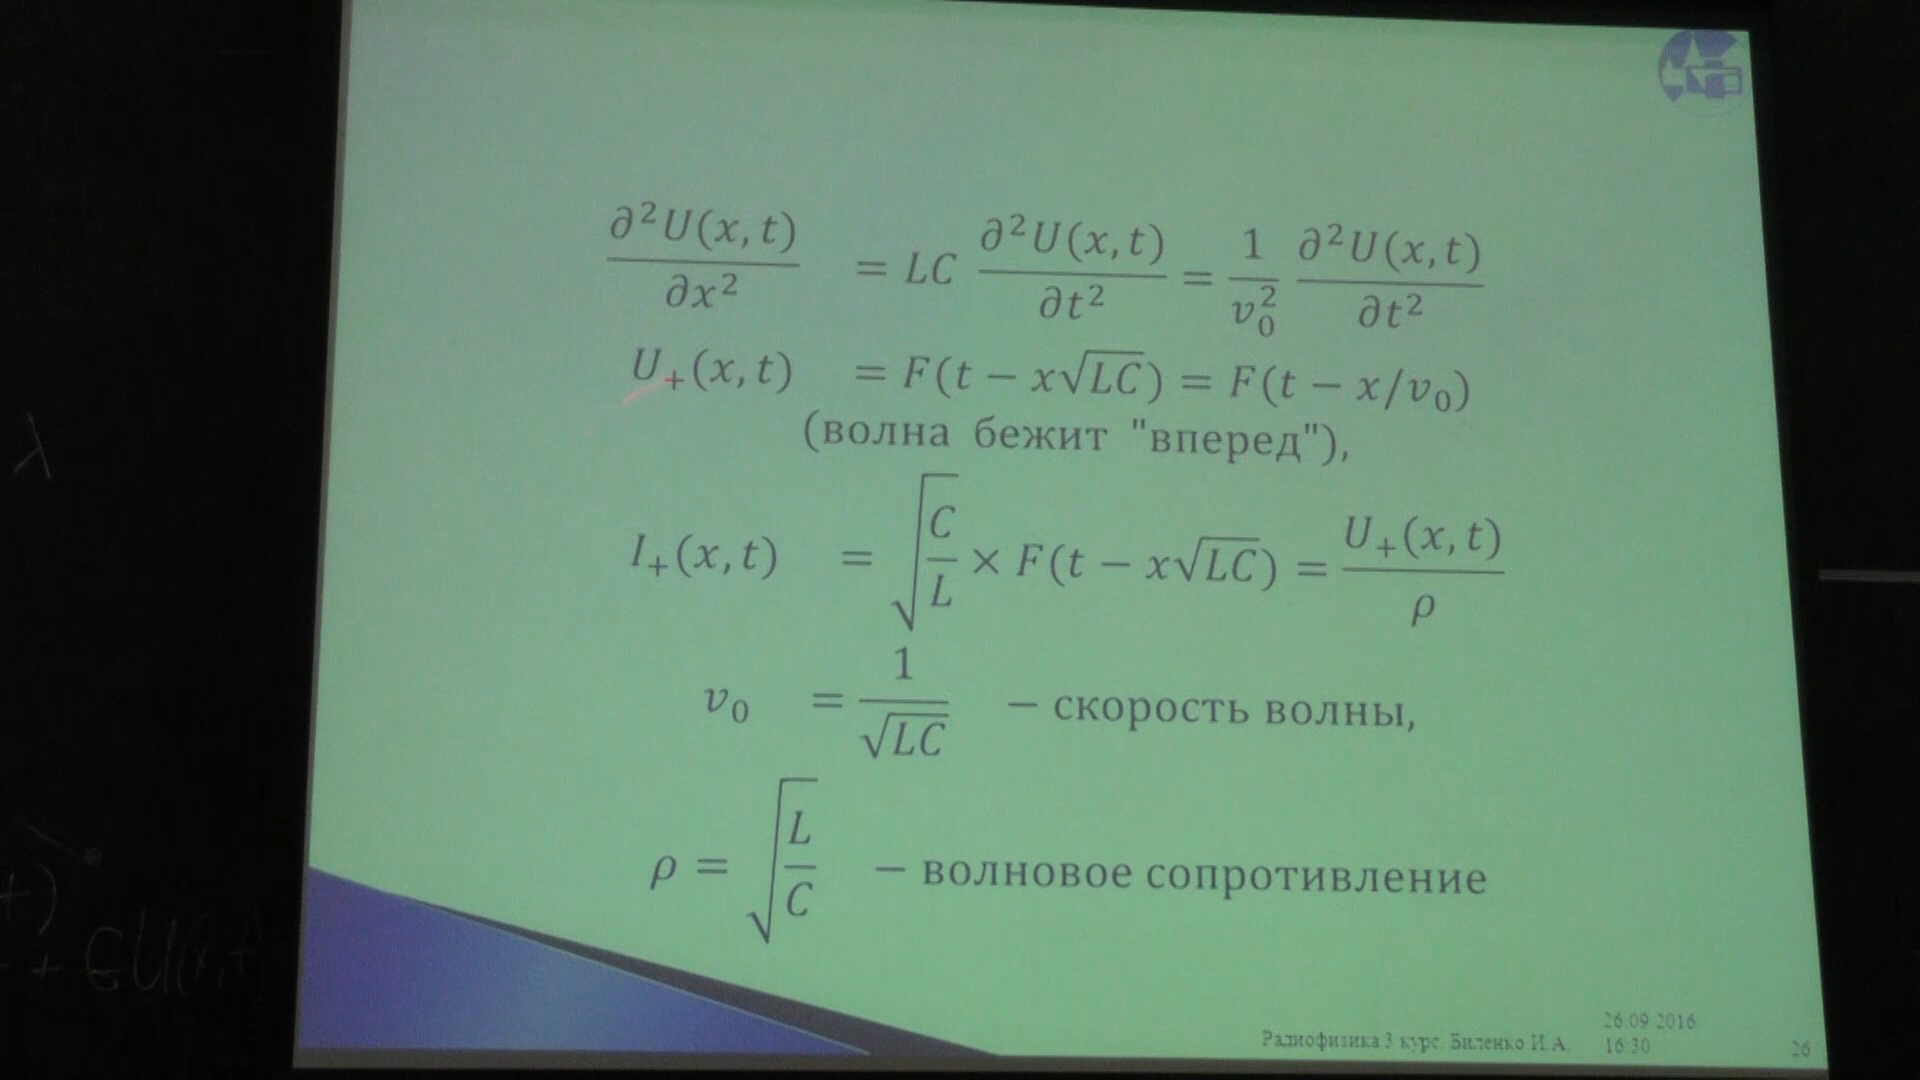 ∂²U(x, t)/∂x² = LC ∂²U(x, t)/∂t² = 1/v₀² ∂²U(x, t)/∂t²
U₊(x, t) = F(t − x√LC) = F(t − x/v₀)
(волна бежит "вперед"),
I₊(x, t) = √(C/L) × F(t − x√LC) = U₊(x, t)/ρ
v₀ = 1/√LC − скорость волны,
ρ = √(L/C) − волновое сопротивление
λ
+ GU(x,t)
Радиофизика 3 курс. Биленко И.А.
26.09.2016
16:30
26